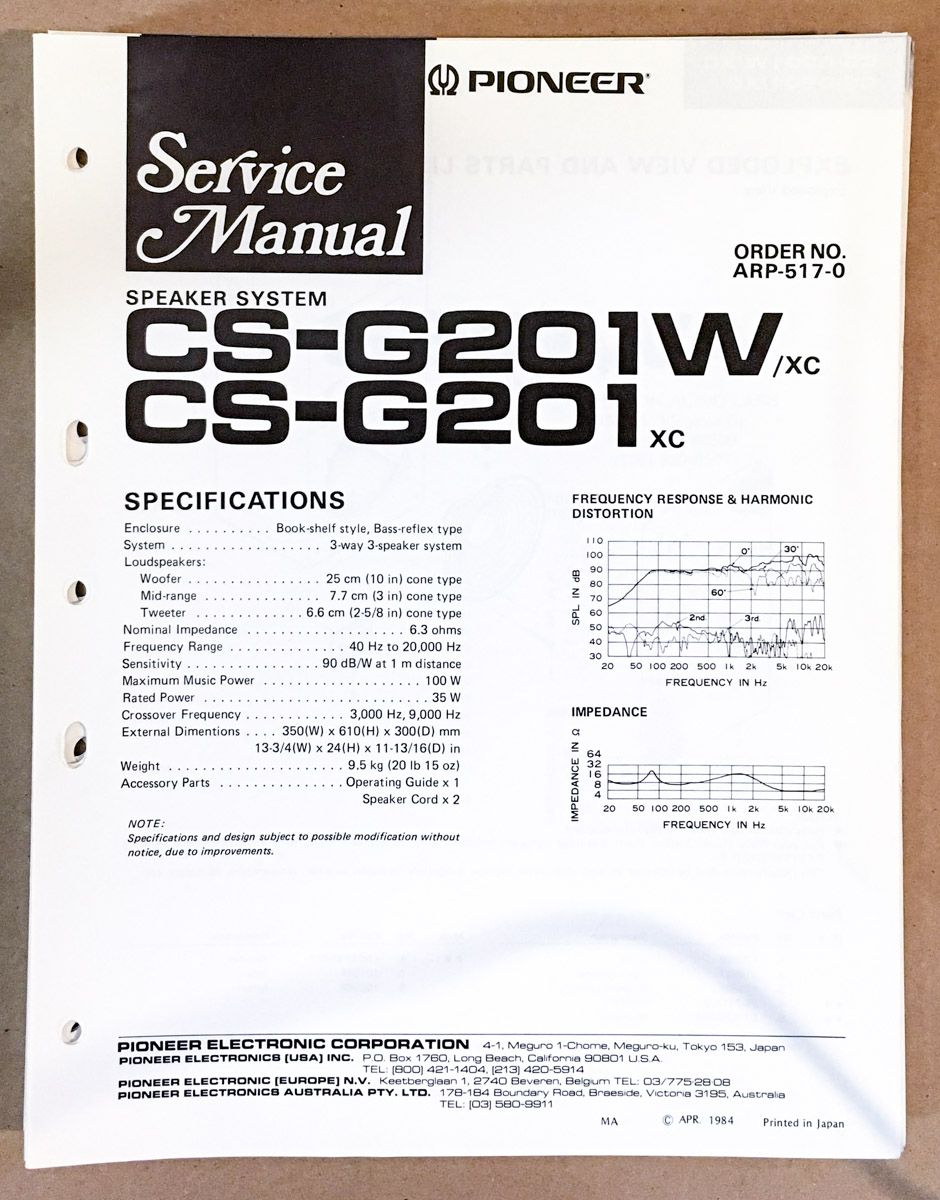 PIONEER®
Service
Manual
ORDER NO.
ARP-517-0
SPEAKER SYSTEM
CS-G201W/XC
CS-G201 XC
SPECIFICATIONS
Enclosure . . . . . . . . . . Book-shelf style, Bass-reflex type
System . . . . . . . . . . . . . . . . . . 3-way 3-speaker system
Loudspeakers:
Woofer . . . . . . . . . . . . . . . . 25 cm (10 in) cone type
Mid-range . . . . . . . . . . . . . . . 7.7 cm (3 in) cone type
Tweeter . . . . . . . . . . . . . 6.6 cm (2-5/8 in) cone type
Nominal Impedance . . . . . . . . . . . . . . . . . . . 6.3 ohms
Frequency Range . . . . . . . . . . . . . . 40 Hz to 20,000 Hz
Sensitivity . . . . . . . . . . . . . . . . 90 dB/W at 1 m distance
Maximum Music Power . . . . . . . . . . . . . . . . . . . 100 W
Rated Power . . . . . . . . . . . . . . . . . . . . . . . . . . . 35 W
Crossover Frequency . . . . . . . . . . . . 3,000 Hz, 9,000 Hz
External Dimentions . . . . 350(W) x 610(H) x 300(D) mm
13-3/4(W) x 24(H) x 11-13/16(D) in
Weight . . . . . . . . . . . . . . . . . . . . . 9.5 kg (20 lb 15 oz)
Accessory Parts . . . . . . . . . . . . . . . Operating Guide x 1
Speaker Cord x 2
NOTE:
Specifications and design subject to possible modification without
notice, due to improvements.
FREQUENCY RESPONSE & HARMONIC
DISTORTION
SPL IN dB
110
100
90
80
70
60
50
40
30
0°
30°
60°
2nd
3rd
20 50 100 200 500 1k 2k 5k 10k 20k
FREQUENCY IN Hz
IMPEDANCE
IMPEDANCE IN Ω
64
32
16
8
4
20 50 100 200 500 1k 2k 5k 10k 20k
FREQUENCY IN Hz
PIONEER ELECTRONIC CORPORATION 4-1, Meguro 1-Chome, Meguro-ku, Tokyo 153, Japan
PIONEER ELECTRONICS [USA] INC. P.O. Box 1760, Long Beach, California 90801 U.S.A.
TEL: [800] 421-1404, [213] 420-5914
PIONEER ELECTRONIC [EUROPE] N.V. Keetberglaan 1, 2740 Beveren, Belgium TEL: 03/775·28·08
PIONEER ELECTRONICS AUSTRALIA PTY. LTD. 178-184 Boundary Road, Braeside, Victoria 3195, Australia
TEL: [03] 580-9911
MA © APR. 1984 Printed in Japan